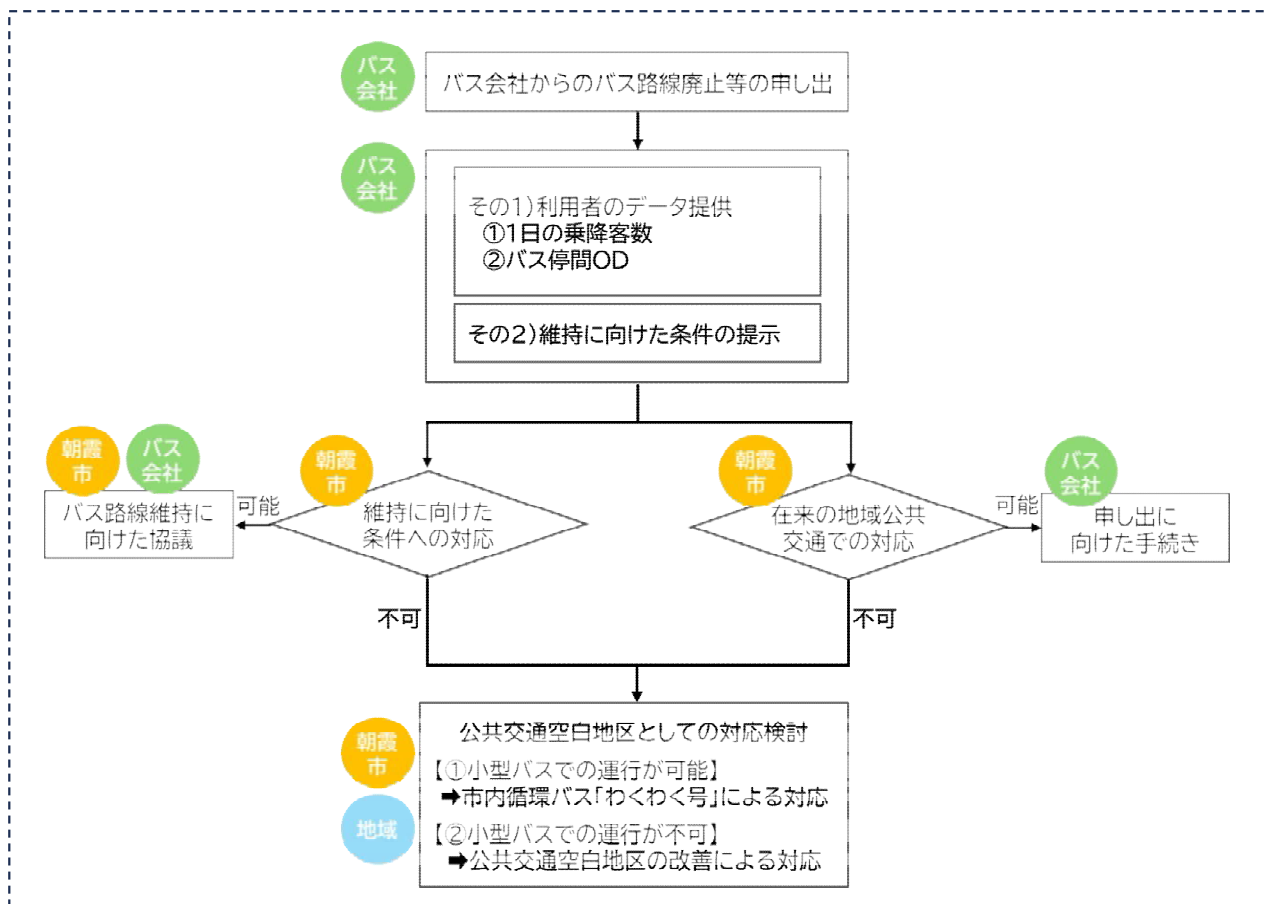 バス
会社
バス会社からのバス路線廃止等の申し出
バス
会社
その1)利用者のデータ提供
①1日の乗降客数
②バス停間OD
その2)維持に向けた条件の提示
朝霞
市
バス
会社
バス路線維持に
向けた協議
可能
朝霞
市
維持に向けた
条件への対応
不可
朝霞
市
在来の地域公共
交通での対応
可能
バス
会社
申し出に
向けた手続き
不可
朝霞
市
地域
公共交通空白地区としての対応検討
【①小型バスでの運行が可能】
➡市内循環バス「わくわく号」による対応
【②小型バスでの運行が不可】
➡公共交通空白地区の改善による対応